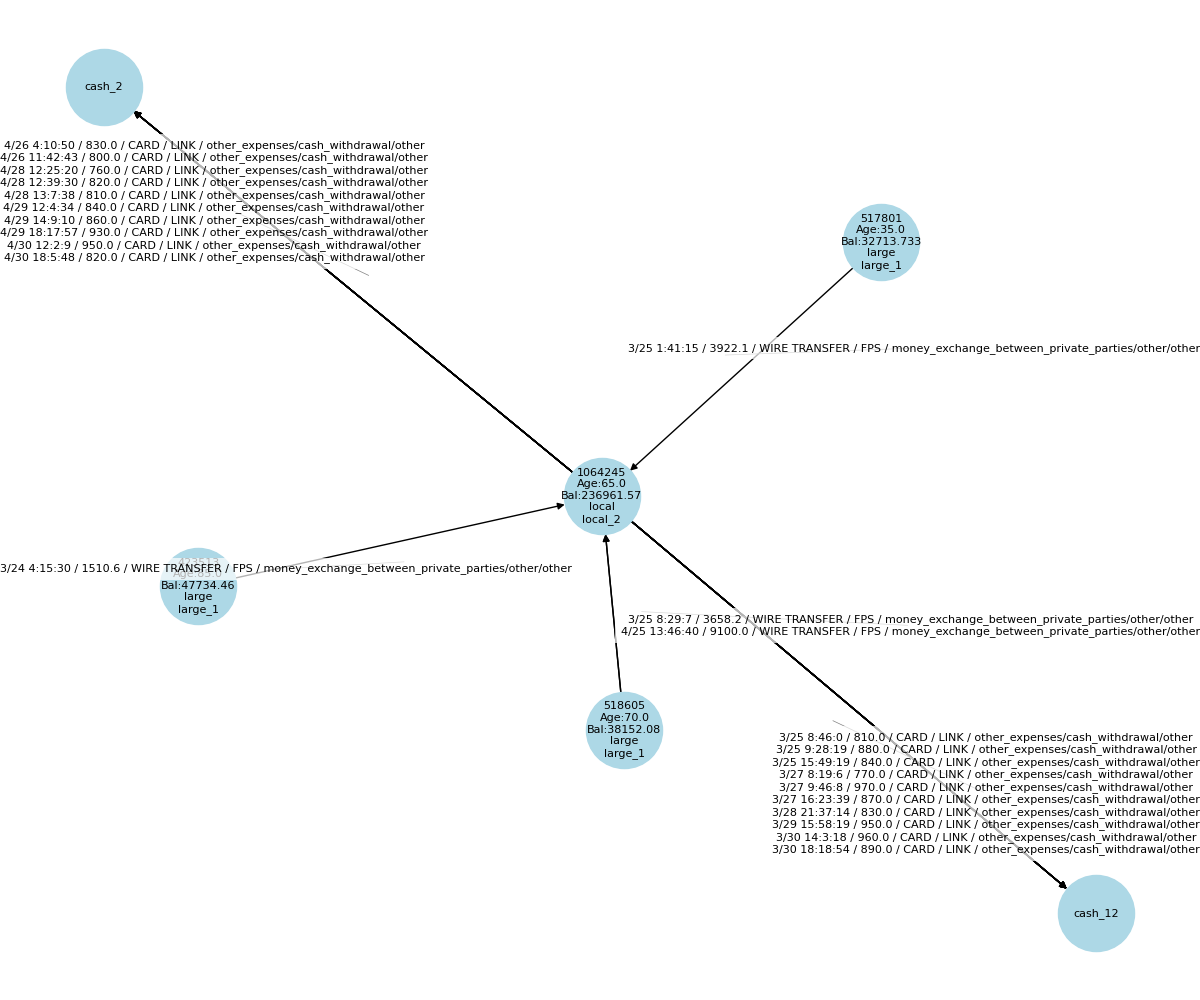 cash_2
4/26 4:10:50 / 830.0 / CARD / LINK / other_expenses/cash_withdrawal/other
4/26 11:42:43 / 800.0 / CARD / LINK / other_expenses/cash_withdrawal/other
4/28 12:25:20 / 760.0 / CARD / LINK / other_expenses/cash_withdrawal/other
4/28 12:39:30 / 820.0 / CARD / LINK / other_expenses/cash_withdrawal/other
4/28 13:7:38 / 810.0 / CARD / LINK / other_expenses/cash_withdrawal/other
4/29 12:4:34 / 840.0 / CARD / LINK / other_expenses/cash_withdrawal/other
4/29 14:9:10 / 860.0 / CARD / LINK / other_expenses/cash_withdrawal/other
4/29 18:17:57 / 930.0 / CARD / LINK / other_expenses/cash_withdrawal/other
4/30 12:2:9 / 950.0 / CARD / LINK / other_expenses/cash_withdrawal/other
4/30 18:5:48 / 820.0 / CARD / LINK / other_expenses/cash_withdrawal/other
517801
Age:35.0
Bal:32713.733
large
large_1
3/25 1:41:15 / 3922.1 / WIRE TRANSFER / FPS / money_exchange_between_private_parties/other/other
1064245
Age:65.0
Bal:236961.57
local
local_2
3/24 4:15:30 / 1510.6 / WIRE TRANSFER / FPS / money_exchange_between_private_parties/other/other
Bal:47734.46
large
large_1
3/25 8:29:7 / 3658.2 / WIRE TRANSFER / FPS / money_exchange_between_private_parties/other/other
4/25 13:46:40 / 9100.0 / WIRE TRANSFER / FPS / money_exchange_between_private_parties/other/other
518605
Age:70.0
Bal:38152.08
large
large_1
3/25 8:46:0 / 810.0 / CARD / LINK / other_expenses/cash_withdrawal/other
3/25 9:28:19 / 880.0 / CARD / LINK / other_expenses/cash_withdrawal/other
3/25 15:49:19 / 840.0 / CARD / LINK / other_expenses/cash_withdrawal/other
3/27 8:19:6 / 770.0 / CARD / LINK / other_expenses/cash_withdrawal/other
3/27 9:46:8 / 970.0 / CARD / LINK / other_expenses/cash_withdrawal/other
3/27 16:23:39 / 870.0 / CARD / LINK / other_expenses/cash_withdrawal/other
3/28 21:37:14 / 830.0 / CARD / LINK / other_expenses/cash_withdrawal/other
3/29 15:58:19 / 950.0 / CARD / LINK / other_expenses/cash_withdrawal/other
3/30 14:3:18 / 960.0 / CARD / LINK / other_expenses/cash_withdrawal/other
3/30 18:18:54 / 890.0 / CARD / LINK / other_expenses/cash_withdrawal/other
cash_12